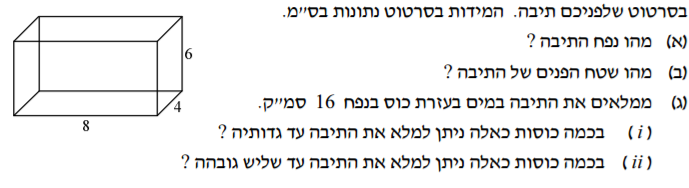 בסרטוט שלפניכם תיבה. המידות בסרטוט נתונות בס״מ.
(א) מהו נפח התיבה ?
(ב) מהו שטח הפנים של התיבה ?
(ג) ממלאים את התיבה במים בעזרת כוס בנפח 16 סמ״ק.
(i) בכמה כוסות כאלה ניתן למלא את התיבה עד גדותיה ?
(ii) בכמה כוסות כאלה ניתן למלא את התיבה עד שליש גובהה ?
6
4
8